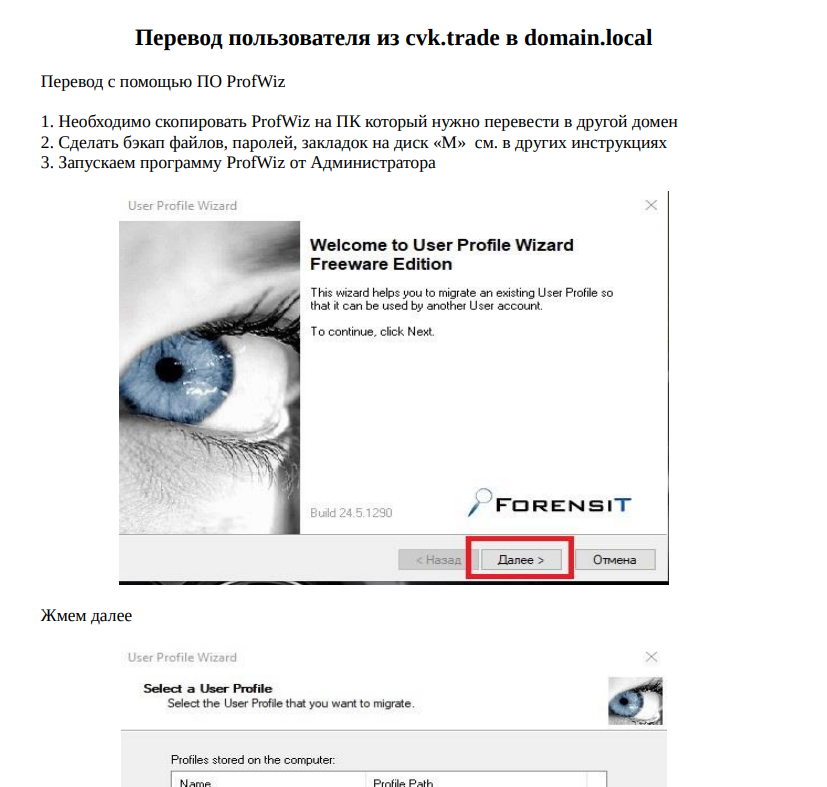 Перевод пользователя из cvk.trade в domain.local
Перевод с помощью ПО ProfWiz
1. Необходимо скопировать ProfWiz на ПК который нужно перевести в другой домен
2. Сделать бэкап файлов, паролей, закладок на диск «М»  см. в других инструкциях
3. Запускаем программу ProfWiz от Администратора
User Profile Wizard
Welcome to User Profile Wizard
Freeware Edition
This wizard helps you to migrate an existing User Profile so
that it can be used by another User account.
To continue, click Next.
FORENSIT
Build 24.5.1290
< Назад
Далее >
Отмена
Жмем далее
User Profile Wizard
Select a User Profile
Select the User Profile that you want to migrate.
Profiles stored on the computer:
Name
Profile Path